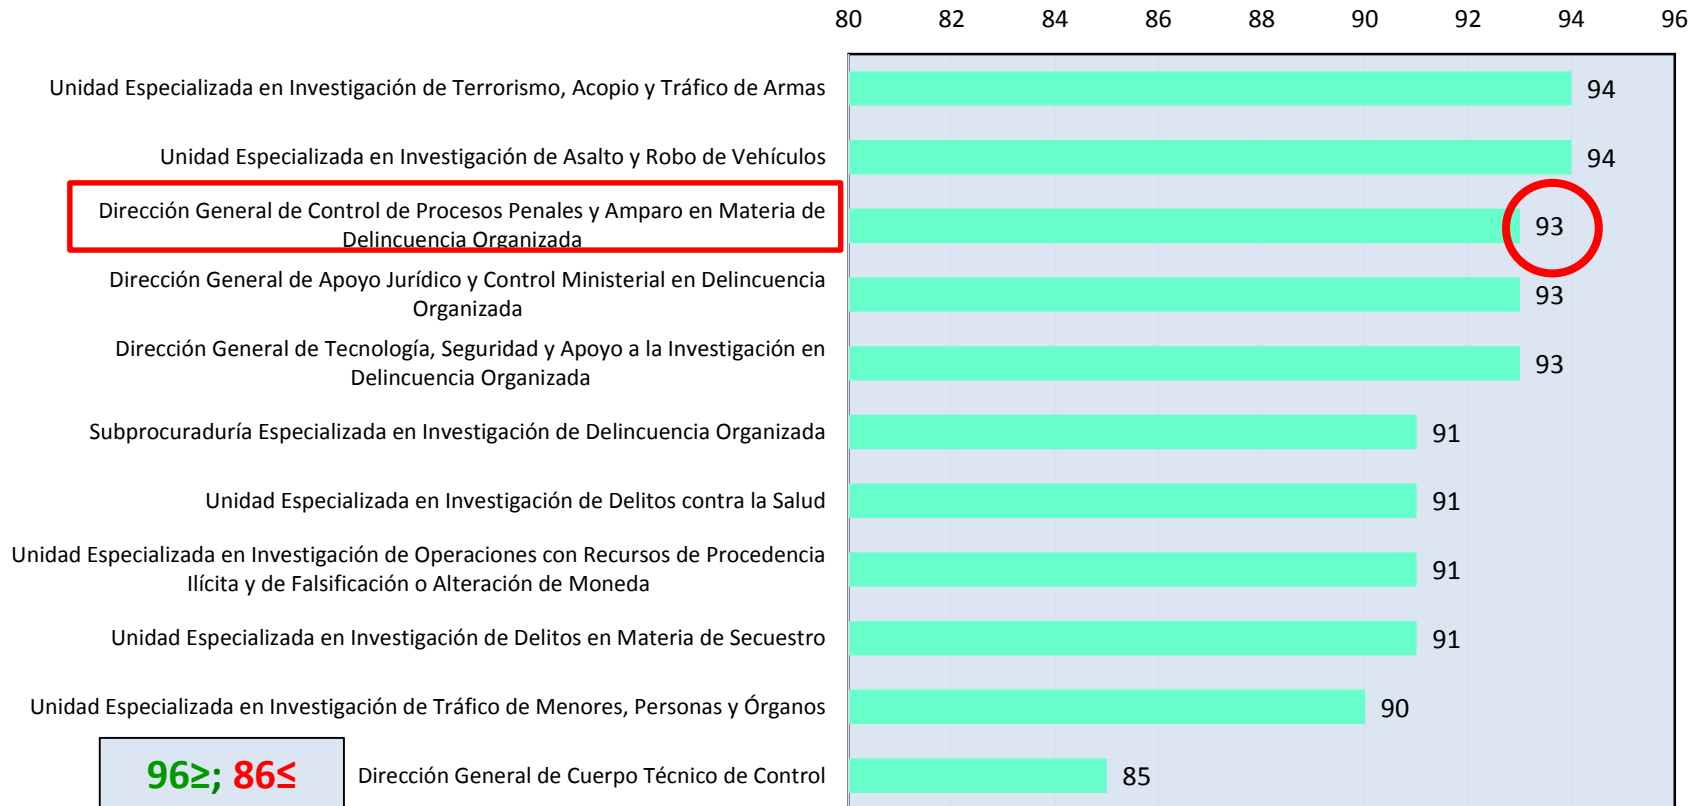 80 82 84 86 88 90 92 94 96
Unidad Especializada en Investigación de Terrorismo, Acopio y Tráfico de Armas 94
Unidad Especializada en Investigación de Asalto y Robo de Vehículos 94
Dirección General de Control de Procesos Penales y Amparo en Materia de
Delincuencia Organizada 93
Dirección General de Apoyo Jurídico y Control Ministerial en Delincuencia
Organizada 93
Dirección General de Tecnología, Seguridad y Apoyo a la Investigación en
Delincuencia Organizada 93
Subprocuraduría Especializada en Investigación de Delincuencia Organizada 91
Unidad Especializada en Investigación de Delitos contra la Salud 91
Unidad Especializada en Investigación de Operaciones con Recursos de Procedencia
Ilícita y de Falsificación o Alteración de Moneda 91
Unidad Especializada en Investigación de Delitos en Materia de Secuestro 91
Unidad Especializada en Investigación de Tráfico de Menores, Personas y Órganos 90
96≥; 86≤
Dirección General de Cuerpo Técnico de Control 85